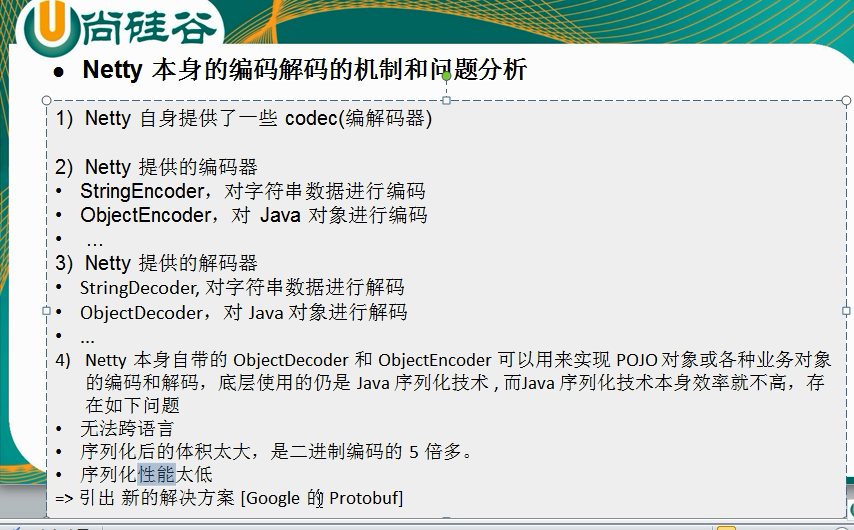 尚硅谷
● Netty 本身的编码解码的机制和问题分析
1) Netty 自身提供了一些 codec(编解码器)
2) Netty 提供的编码器
• StringEncoder，对字符串数据进行编码
• ObjectEncoder，对 Java 对象进行编码
• ...
3) Netty 提供的解码器
• StringDecoder, 对字符串数据进行解码
• ObjectDecoder，对 Java 对象进行解码
• ...
4) Netty 本身自带的 ObjectDecoder 和 ObjectEncoder 可以用来实现 POJO 对象或各种业务对象
的编码和解码，底层使用的仍是 Java 序列化技术 , 而Java 序列化技术本身效率就不高，存
在如下问题
• 无法跨语言
• 序列化后的体积太大，是二进制编码的 5 倍多。
• 序列化性能太低
=> 引出 新的解决方案 [Google 的 Protobuf]